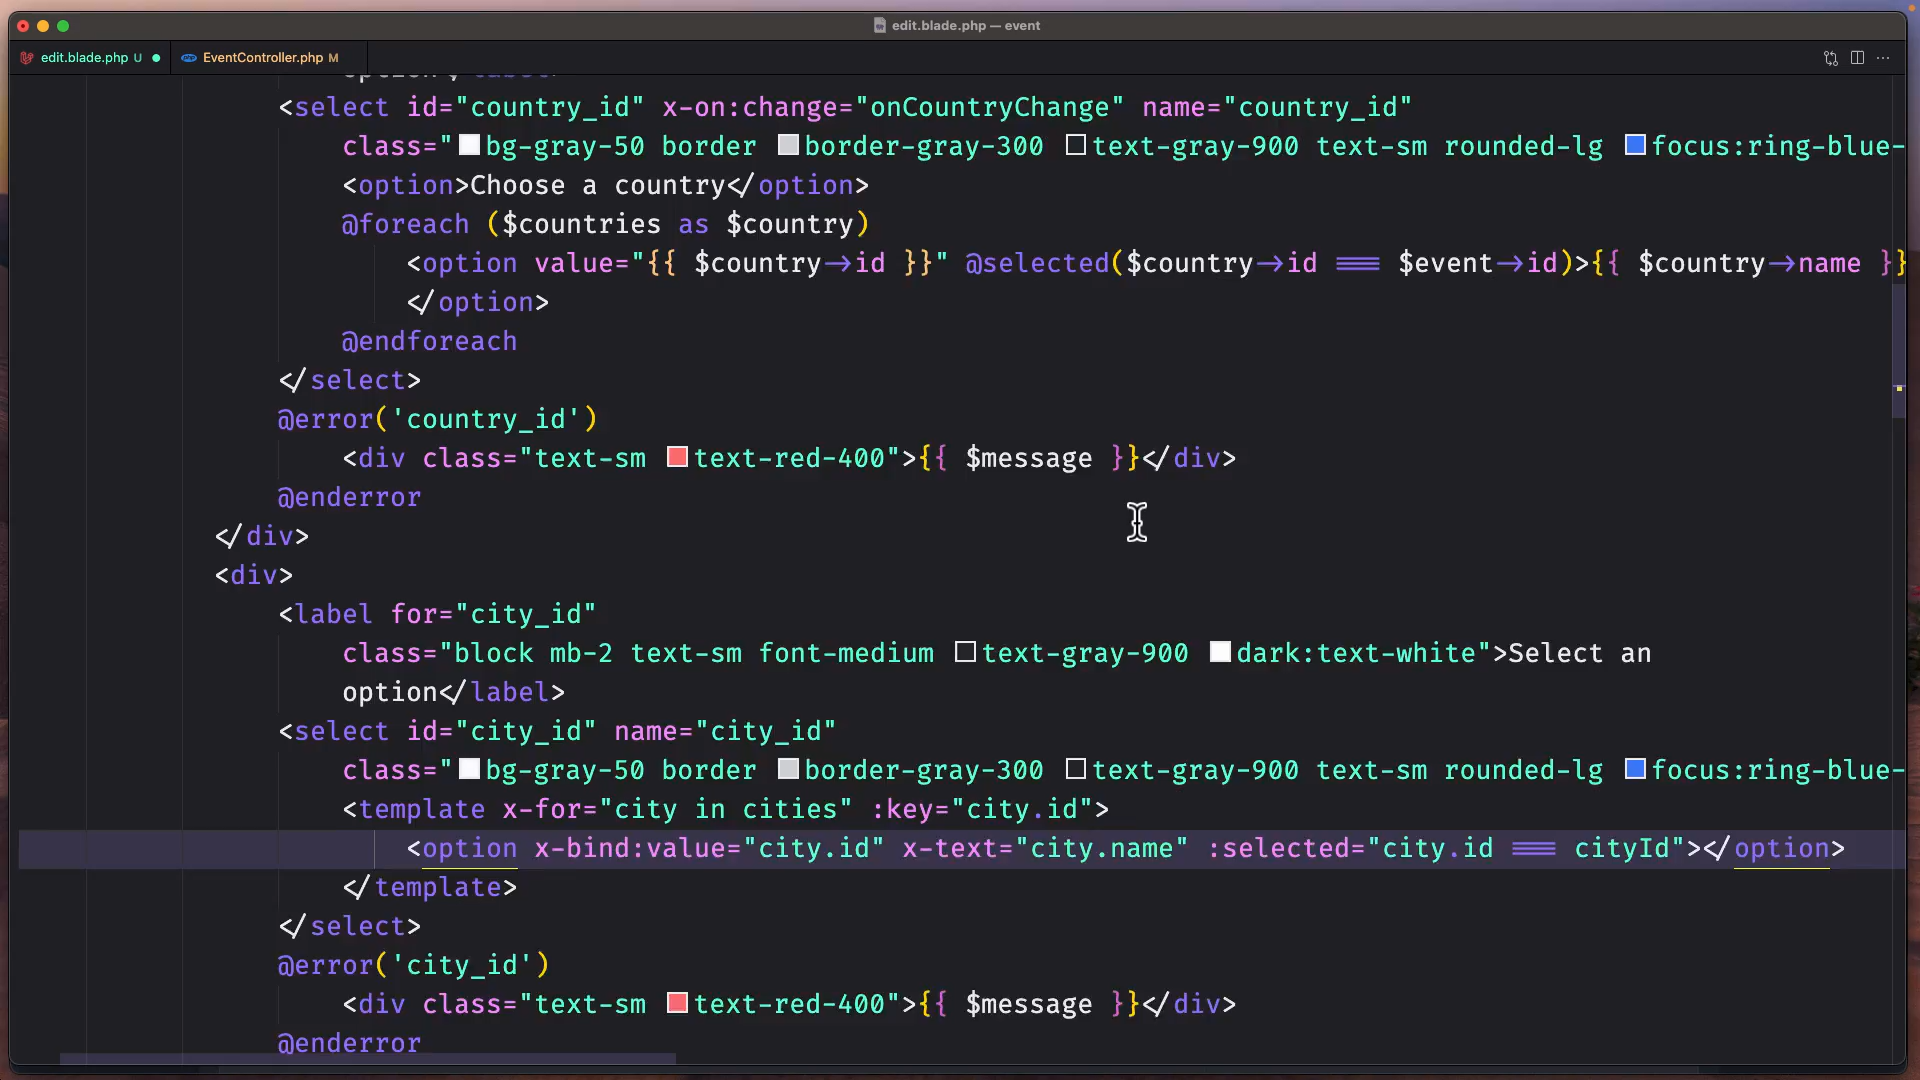 edit.blade.php — event
edit.blade.php U
EventController.php M
<select id="country_id" x-on:change="onCountryChange" name="country_id"
class="bg-gray-50 border border-gray-300 text-gray-900 text-sm rounded-lg focus:ring-blue-
<option>Choose a country</option>
@foreach ($countries as $country)
<option value="{{ $country->id }}" @selected($country->id === $event->id)>{{ $country->name }}
</option>
@endforeach
</select>
@error('country_id')
<div class="text-sm text-red-400">{{ $message }}</div>
@enderror
</div>
<div>
<label for="city_id"
class="block mb-2 text-sm font-medium text-gray-900 dark:text-white">Select an
option</label>
<select id="city_id" name="city_id"
class="bg-gray-50 border border-gray-300 text-gray-900 text-sm rounded-lg focus:ring-blue-
<template x-for="city in cities" :key="city.id">
<option x-bind:value="city.id" x-text="city.name" :selected="city.id === cityId"></option>
</template>
</select>
@error('city_id')
<div class="text-sm text-red-400">{{ $message }}</div>
@enderror